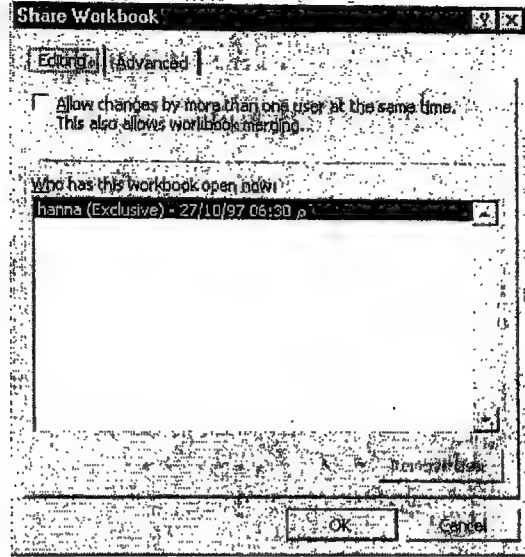 Share Workbook
Editing Advanced
Allow changes by more than one user at the same time.
This also allows workbook merging.
Who has this workbook open now:
hanna (Exclusive) - 27/10/97 06:30 م
OK Cancel